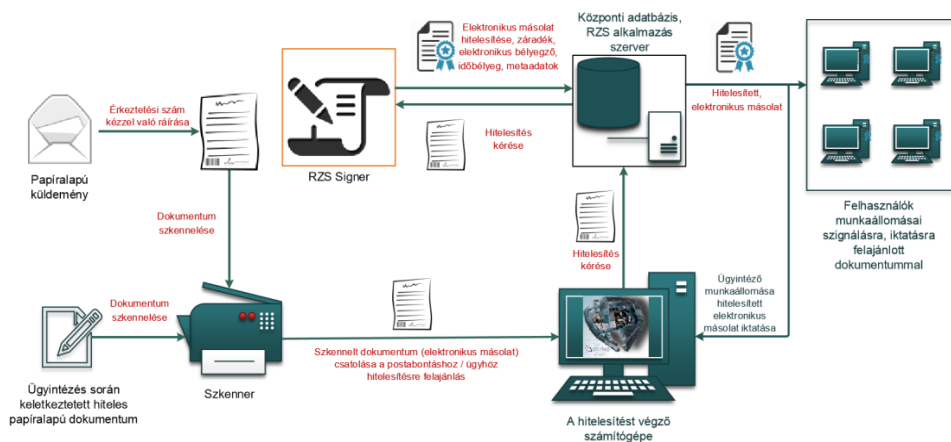 Elektronikus másolat
hitelesítése, záradék,
elektronikus bélyegző,
időbélyeg, metaadatok
Központi adatbázis,
RZS alkalmazás
szerver
Hitelesített,
elektronikus másolat
Érkeztetési szám
kézzel való ráírása
Papíralapú
küldemény
RZS Signer
Hitelesítés
kérése
Felhasználók
munkaállomásai
szignálásra, iktatásra
felajánlott
dokumentummal
Dokumentum
szkennelése
Hitelesítés
kérése
Ügyintéző
munkaállomása
hitelesített
elektronikus
másolat iktatása
Dokumentum
szkennelése
Szkennelt dokumentum (elektronikus másolat)
csatolása a postabontáshoz / ügyhöz
hitelesítésre felajánlás
Ügyintézés során
keletkeztetett hiteles
papíralapú dokumentum
Szkenner
A hitelesítést végző
számítógépe